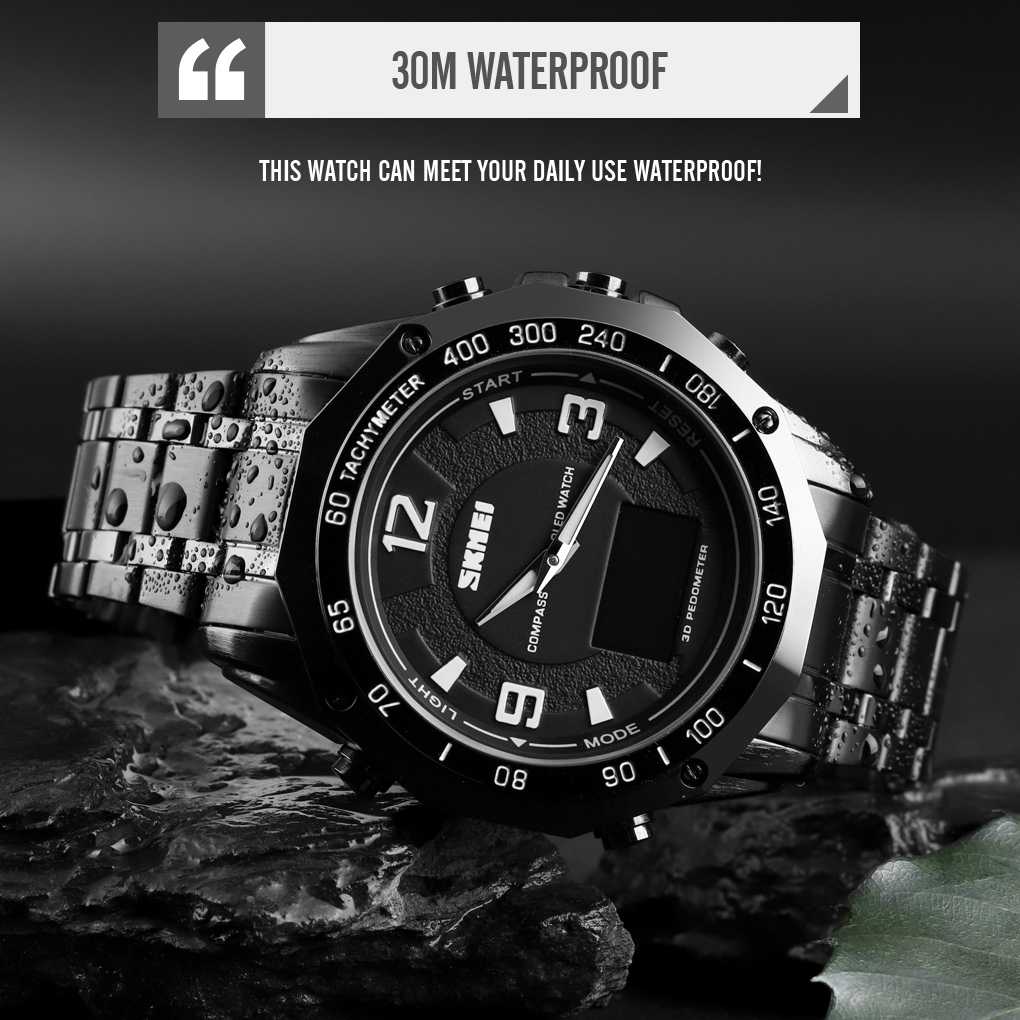 30M WATERPROOF
THIS WATCH CAN MEET YOUR DAILY USE WATERPROOF!
TACHYMETER 400 300 240 180 140 120 100 90 80 70 65 60
START
RESET
LIGHT
MODE
12
3
9
SKMEI
COMPASS
LED WATCH
3D PEDOMETER